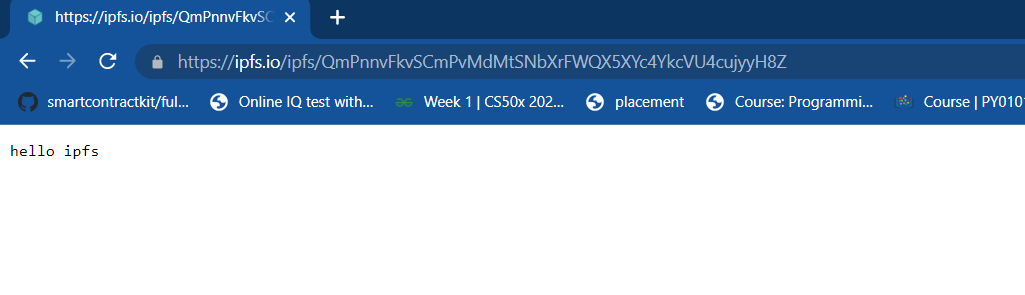 https://ipfs.io/ipfs/QmPnnvFkvSC
https://ipfs.io/ipfs/QmPnnvFkvSCmPvMdMtSNbXrFWQX5XYc4YkcVU4cujyyH8Z
smartcontractkit/ful... Online IQ test with... Week 1 | CS50x 202... placement Course: Programmi... Course | PY0101
hello ipfs